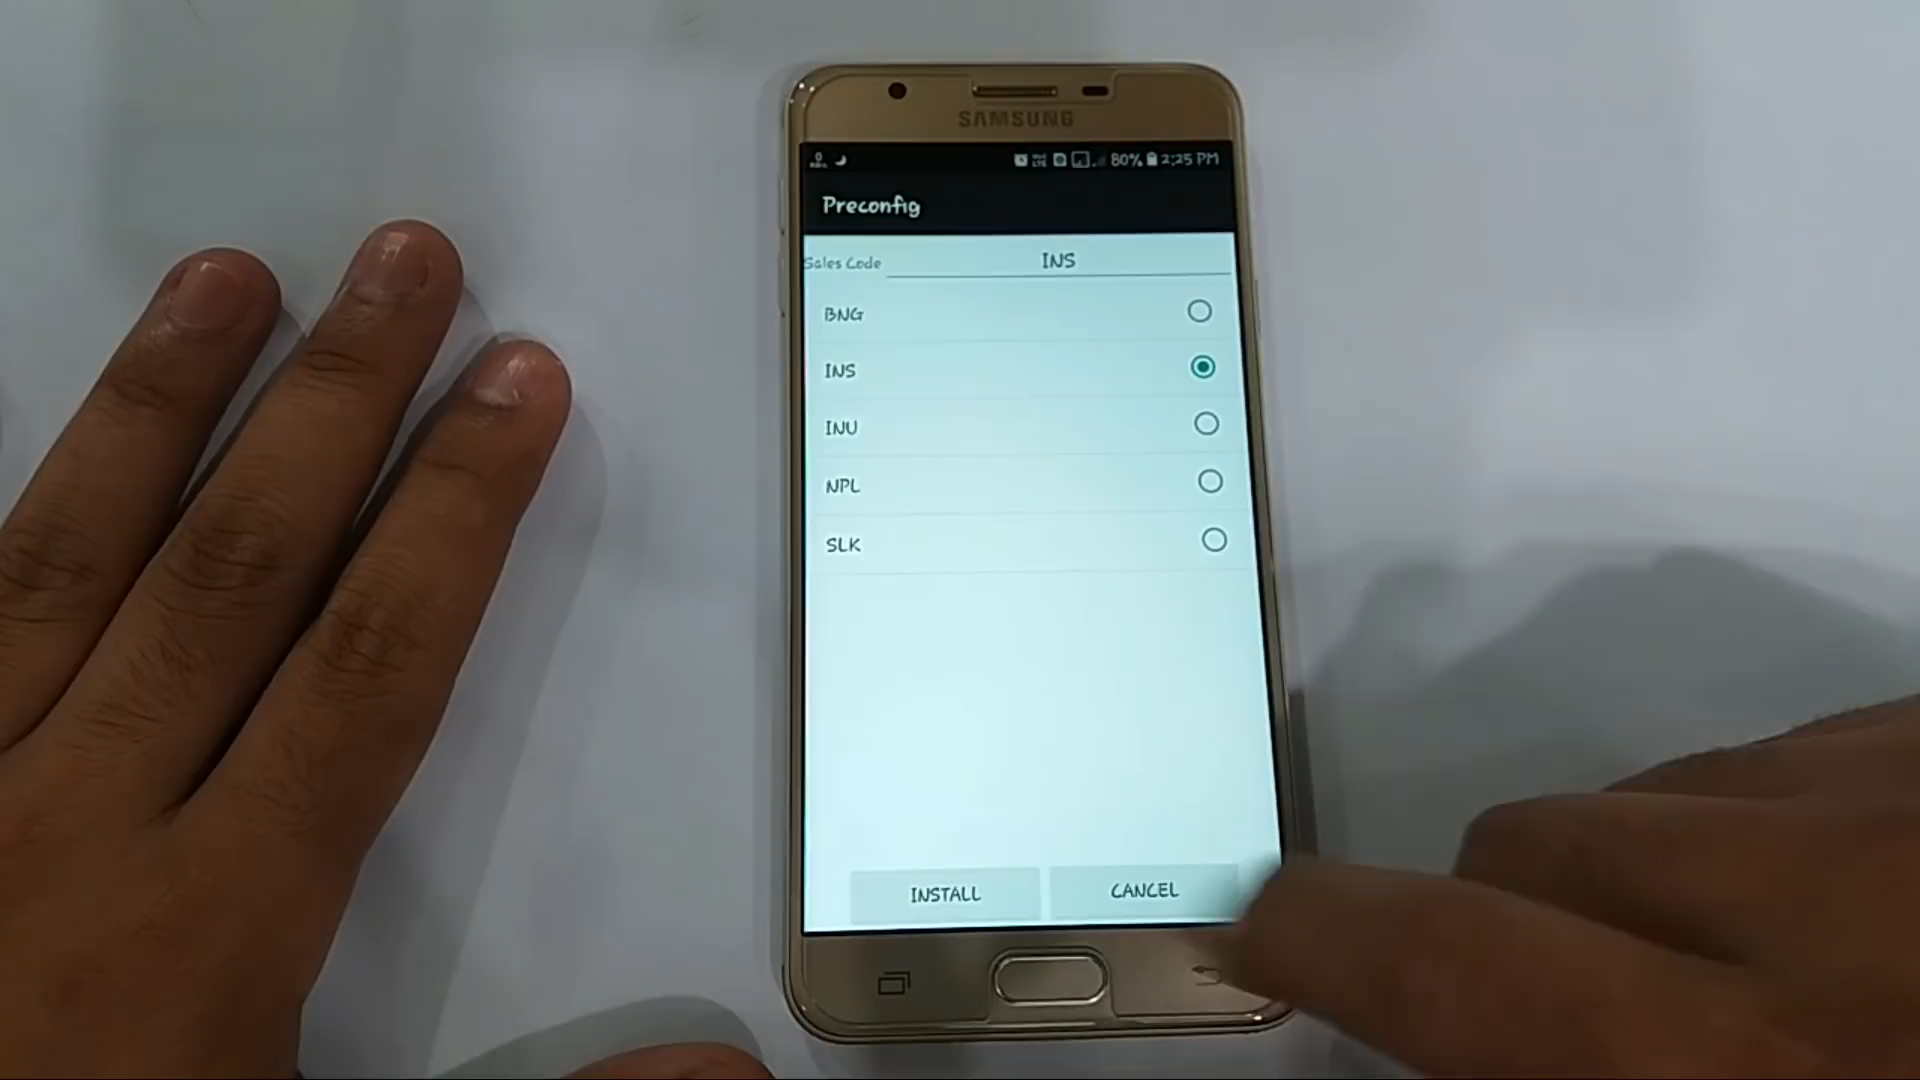 SAMSUNG
80% 2:25 PM
Preconfig
Sales Code INS
BNG
INS
INU
NPL
SLK
INSTALL CANCEL